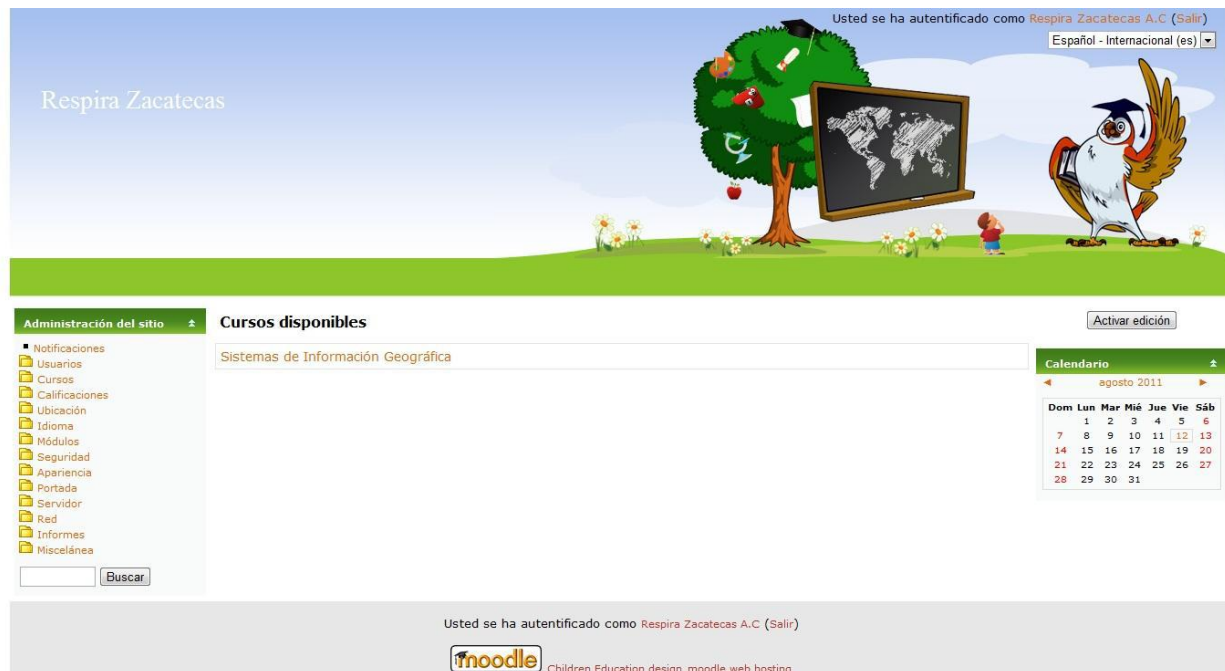 Usted se ha autentificado como Respira Zacatecas A.C (Salir)
Español - Internacional (es)
Respira Zacatecas
Administración del sitio
Notificaciones
Usuarios
Cursos
Calificaciones
Ubicación
Idioma
Módulos
Seguridad
Apariencia
Portada
Servidor
Red
Informes
Miscelánea
Buscar
Cursos disponibles
Sistemas de Información Geográfica
Activar edición
Calendario
agosto 2011
Dom Lun Mar Mié Jue Vie Sáb
1 2 3 4 5 6
7 8 9 10 11 12 13
14 15 16 17 18 19 20
21 22 23 24 25 26 27
28 29 30 31
Usted se ha autentificado como Respira Zacatecas A.C (Salir)
moodle Children Education design, moodle web hosting